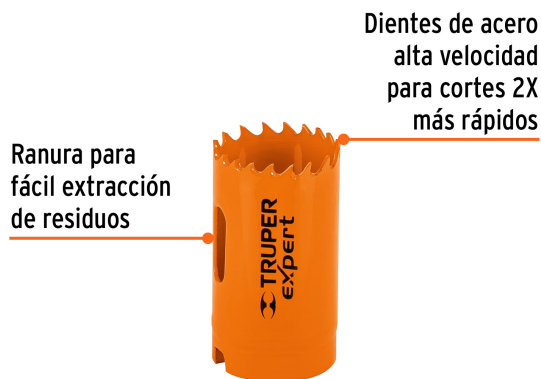 Dientes de acero
alta velocidad
para cortes 2X
más rápidos
Ranura para
fácil extracción
de residuos
TRUPER
expert